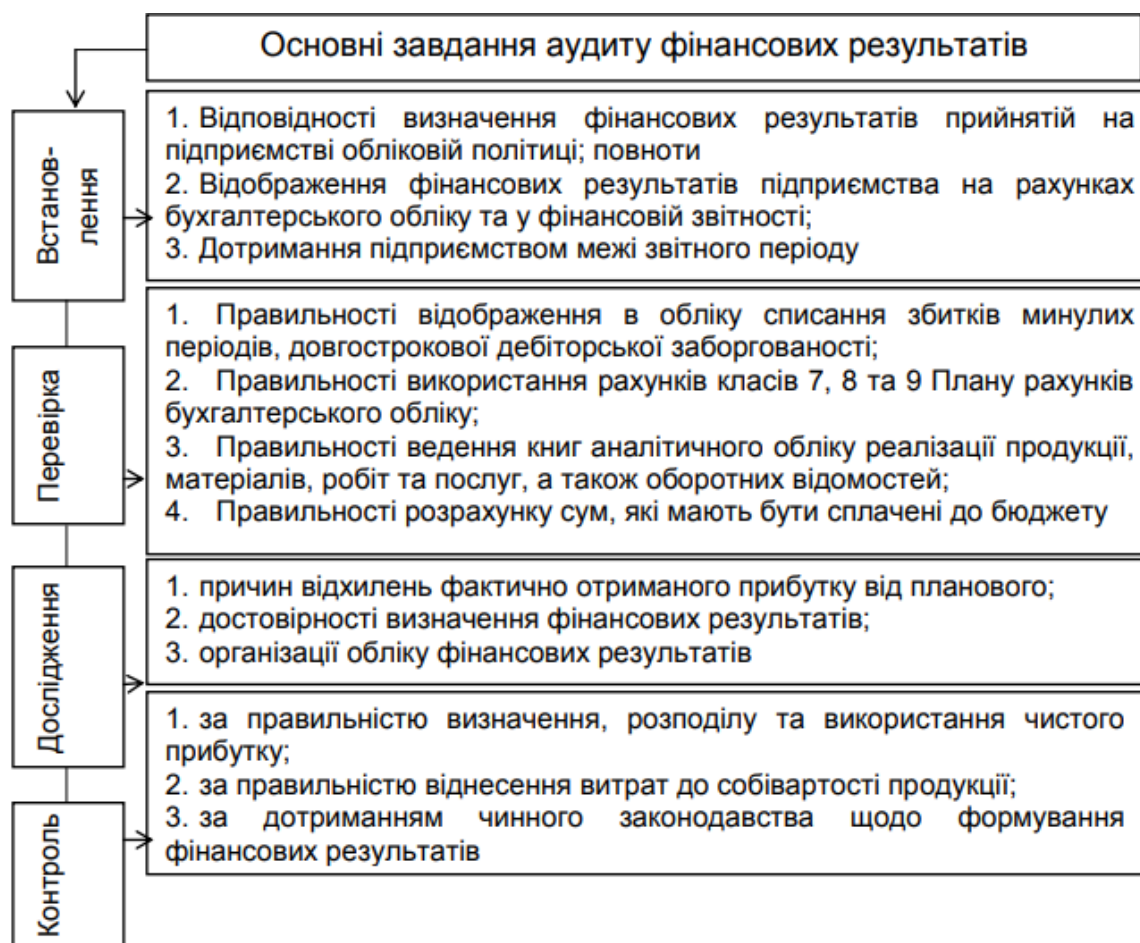 Основні завдання аудиту фінансових результатів
Встанов-
лення
1. Відповідності визначення фінансових результатів прийнятій на
підприємстві обліковій політиці; повноти
2. Відображення фінансових результатів підприємства на рахунках
бухгалтерського обліку та у фінансовій звітності;
3. Дотримання підприємством межі звітного періоду
Перевірка
1. Правильності відображення в обліку списання збитків минулих
періодів, довгострокової дебіторської заборгованості;
2. Правильності використання рахунків класів 7, 8 та 9 Плану рахунків
бухгалтерського обліку;
3. Правильності ведення книг аналітичного обліку реалізації продукції,
матеріалів, робіт та послуг, а також оборотних відомостей;
4. Правильності розрахунку сум, які мають бути сплачені до бюджету
Дослідження
1. причин відхилень фактично отриманого прибутку від планового;
2. достовірності визначення фінансових результатів;
3. організації обліку фінансових результатів
Контроль
1. за правильністю визначення, розподілу та використання чистого
прибутку;
2. за правильністю віднесення витрат до собівартості продукції;
3. за дотриманням чинного законодавства щодо формування
фінансових результатів